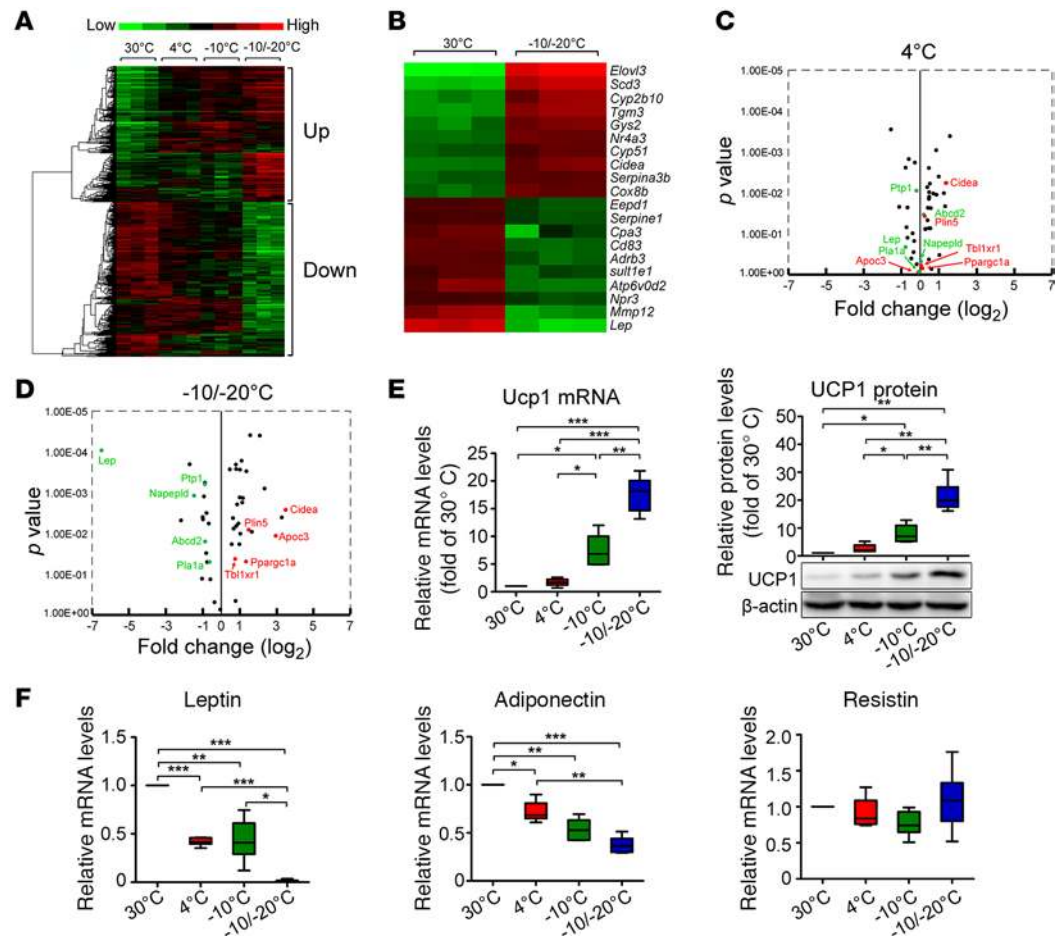 A
Low
High
30°C
4°C
-10°C
-10/-20°C
Up
Down
B
30°C
-10/-20°C
Elovl3
Scd3
Cyp2b10
Tgm3
Gys2
Nr4a3
Cyp51
Cidea
Serpina3b
Cox8b
Eepd1
Serpine1
Cpa3
Cd83
Adrb3
sult1e1
Atp6v0d2
Npr3
Mmp12
Lep
C
4°C
p value
1.00E-05
1.00E-04
1.00E-03
1.00E-02
1.00E-01
1.00E+00
Ptp1
Cidea
Abcd2
Plin5
Lep
Napepld
Pla1a
Tbl1xr1
Apoc3
Ppargc1a
-7 -5 -3 -1 0 1 3 5 7
Fold change (log2)
D
-10/-20°C
p value
1.00E-05
1.00E-04
1.00E-03
1.00E-02
1.00E-01
1.00E+00
Lep
Ptp1
Napepld
Cidea
Plin5
Abcd2
Apoc3
Pla1a
Ppargc1a
Tbl1xr1
-7 -5 -3 -1 0 1 3 5 7
Fold change (log2)
E
Ucp1 mRNA
Relative mRNA levels
(fold of 30° C)
25
20
15
10
5
0
***
***
* **
*
30°C 4°C -10°C -10/-20°C
UCP1 protein
Relative protein levels
(fold of 30° C)
50
40
30
20
10
0
**
*
**
* **
UCP1
β-actin
30°C 4°C -10°C -10/-20°C
F
Leptin
Relative mRNA levels
1.5
1.0
0.5
0
***
**
*** ***
*
30°C 4°C -10°C -10/-20°C
Adiponectin
Relative mRNA levels
1.5
1.0
0.5
0
***
**
* **
30°C 4°C -10°C -10/-20°C
Resistin
Relative mRNA levels
2.0
1.5
1.0
0.5
0
30°C 4°C -10°C -10/-20°C